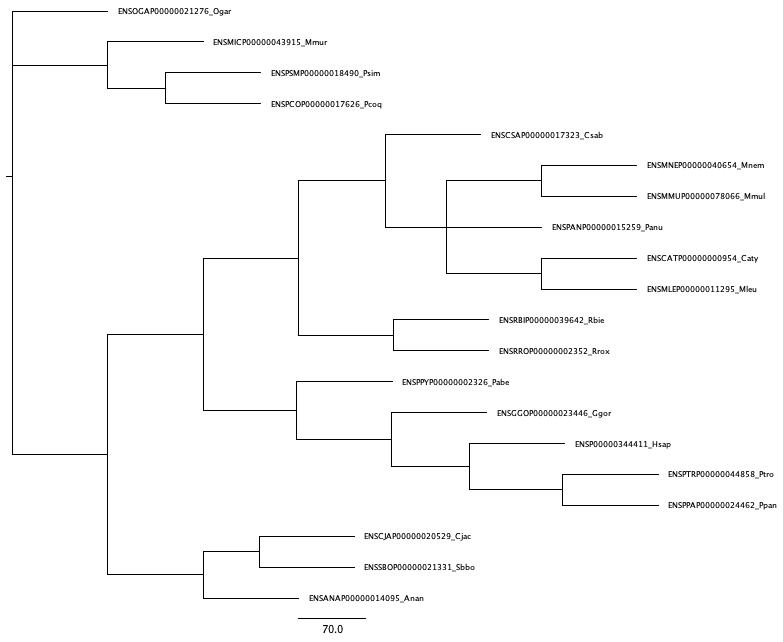 ENSOGAP00000021276_Ogar
ENSMICP00000043915_Mmur
ENSPSMP00000018490_Psim
ENSPCOP00000017626_Pcoq
ENSCSAP00000017323_Csab
ENSMNEP00000040654_Mnem
ENSMMUP00000078066_Mmul
ENSPANP00000015259_Panu
ENSCATP00000000954_Caty
ENSMLEP00000011295_Mleu
ENSRBIP00000039642_Rbie
ENSRROP00000002352_Rrox
ENSPPYP00000002326_Pabe
ENSGGOP00000023446_Ggor
ENSP00000344411_Hsap
ENSPTRP00000044858_Ptro
ENSPPAP00000024462_Ppan
ENSCJAP00000020529_Cjac
ENSSBOP00000021331_Sbbo
ENSANAP00000014095_Anan
70.0